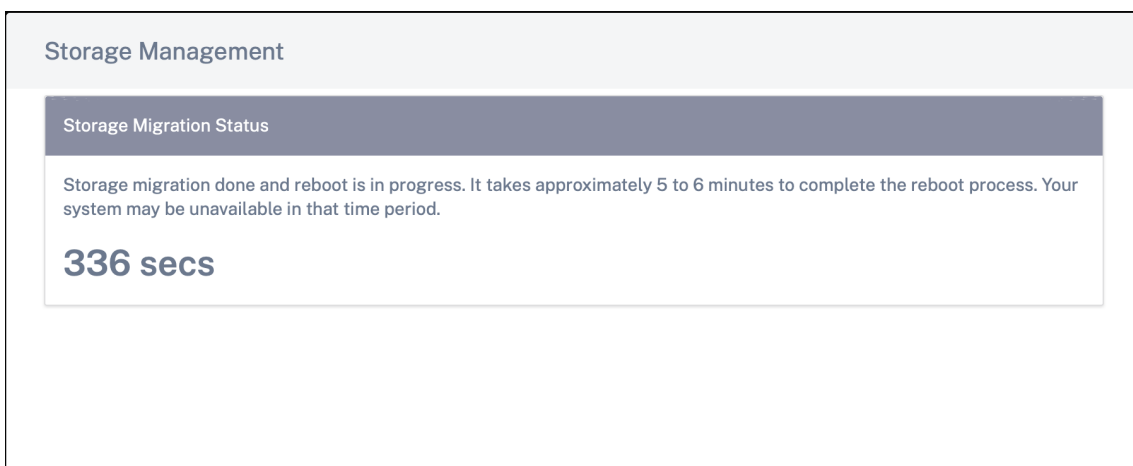 Storage Management
Storage Migration Status
Storage migration done and reboot is in progress. It takes approximately 5 to 6 minutes to complete the reboot process. Your
system may be unavailable in that time period.
336 secs